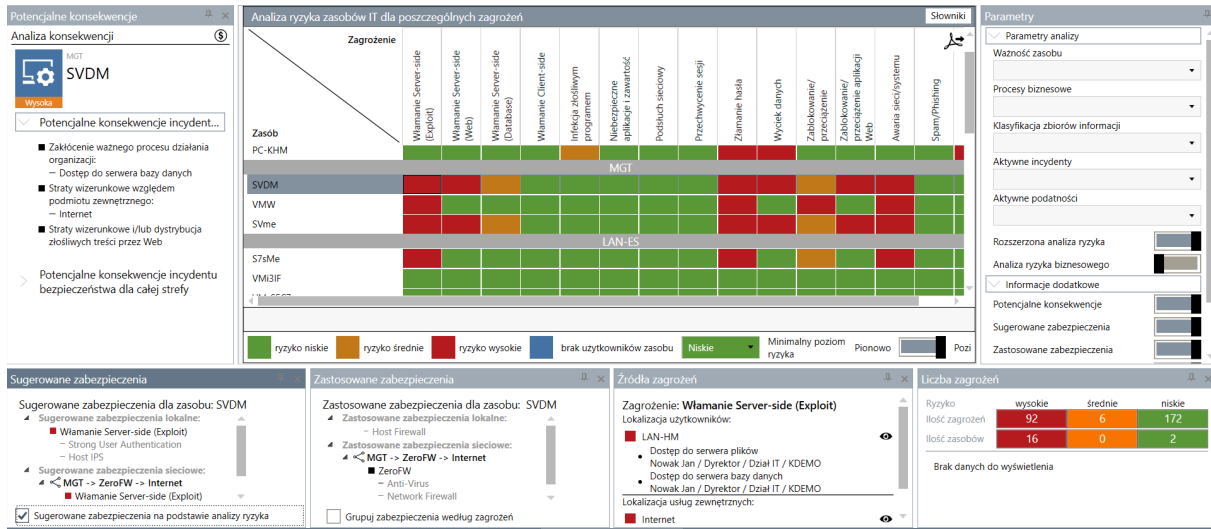 Potencjalne konsekwencje
Analiza konsekwencji
MGT
SVDM
Wysoka
Potencjalne konsekwencje incydent...
Zakłócenie ważnego procesu działania
organizacji:
– Dostęp do serwera bazy danych
Straty wizerunkowe względem
podmiotu zewnętrznego:
– Internet
Straty wizerunkowe i/lub dystrybucja
złośliwych treści przez Web
Potencjalne konsekwencje incydentu
bezpieczeństwa dla całej strefy
Analiza ryzyka zasobów IT dla poszczególnych zagrożeń
Słowniki
Zagrożenie
Zasób
Włamanie Server-side
(Exploit)
Włamanie Server-side
(Web)
Włamanie Server-side
(Database)
Włamanie Client-side
Infekcja złośliwym
programem
Niebezpieczne
aplikacje i zawartość
Podsłuch sieciowy
Przechwycenie sesji
Złamanie hasła
Wyciek danych
Zablokowanie/
przeciążenie
Zablokowanie/
przeciążenie aplikacji
Web
Awaria sieci/systemu
Spam/Phishing
PC-KHM
MGT
SVDM
VMW
SVme
LAN-ES
S7sMe
VMi3IF
ryzyko niskie
ryzyko średnie
ryzyko wysokie
brak użytkowników zasobu
Niskie
Minimalny poziom
ryzyka
Pionowo
Pozi
Parametry
Parametry analizy
Ważność zasobu
Procesy biznesowe
Klasyfikacja zbiorów informacji
Aktywne incydenty
Aktywne podatności
Rozszerzona analiza ryzyka
Analiza ryzyka biznesowego
Informacje dodatkowe
Potencjalne konsekwencje
Sugerowane zabezpieczenia
Zastosowane zabezpieczenia
Sugerowane zabezpieczenia
Sugerowane zabezpieczenia dla zasobu: SVDM
Sugerowane zabezpieczenia lokalne:
Włamanie Server-side (Exploit)
– Strong User Authentication
– Host IPS
Sugerowane zabezpieczenia sieciowe:
MGT -> ZeroFW -> Internet
Włamanie Server-side (Exploit)
Sugerowane zabezpieczenia na podstawie analizy ryzyka
Zastosowane zabezpieczenia
Zastosowane zabezpieczenia dla zasobu: SVDM
Zastosowane zabezpieczenia lokalne:
– Host Firewall
Zastosowane zabezpieczenia sieciowe:
MGT -> ZeroFW -> Internet
ZeroFW
– Anti-Virus
– Network Firewall
Grupuj zabezpieczenia według zagrożeń
Źródła zagrożeń
Zagrożenie: Włamanie Server-side (Exploit)
Lokalizacja użytkowników:
LAN-HM
Dostęp do serwera plików
Nowak Jan / Dyrektor / Dział IT / KDEMO
Dostęp do serwera bazy danych
Nowak Jan / Dyrektor / Dział IT / KDEMO
Lokalizacja usług zewnętrznych:
Internet
Liczba zagrożeń
Ryzyko wysokie średnie niskie
Ilość zagrożeń 92 6 172
Ilość zasobów 16 0 2
Brak danych do wyświetlenia